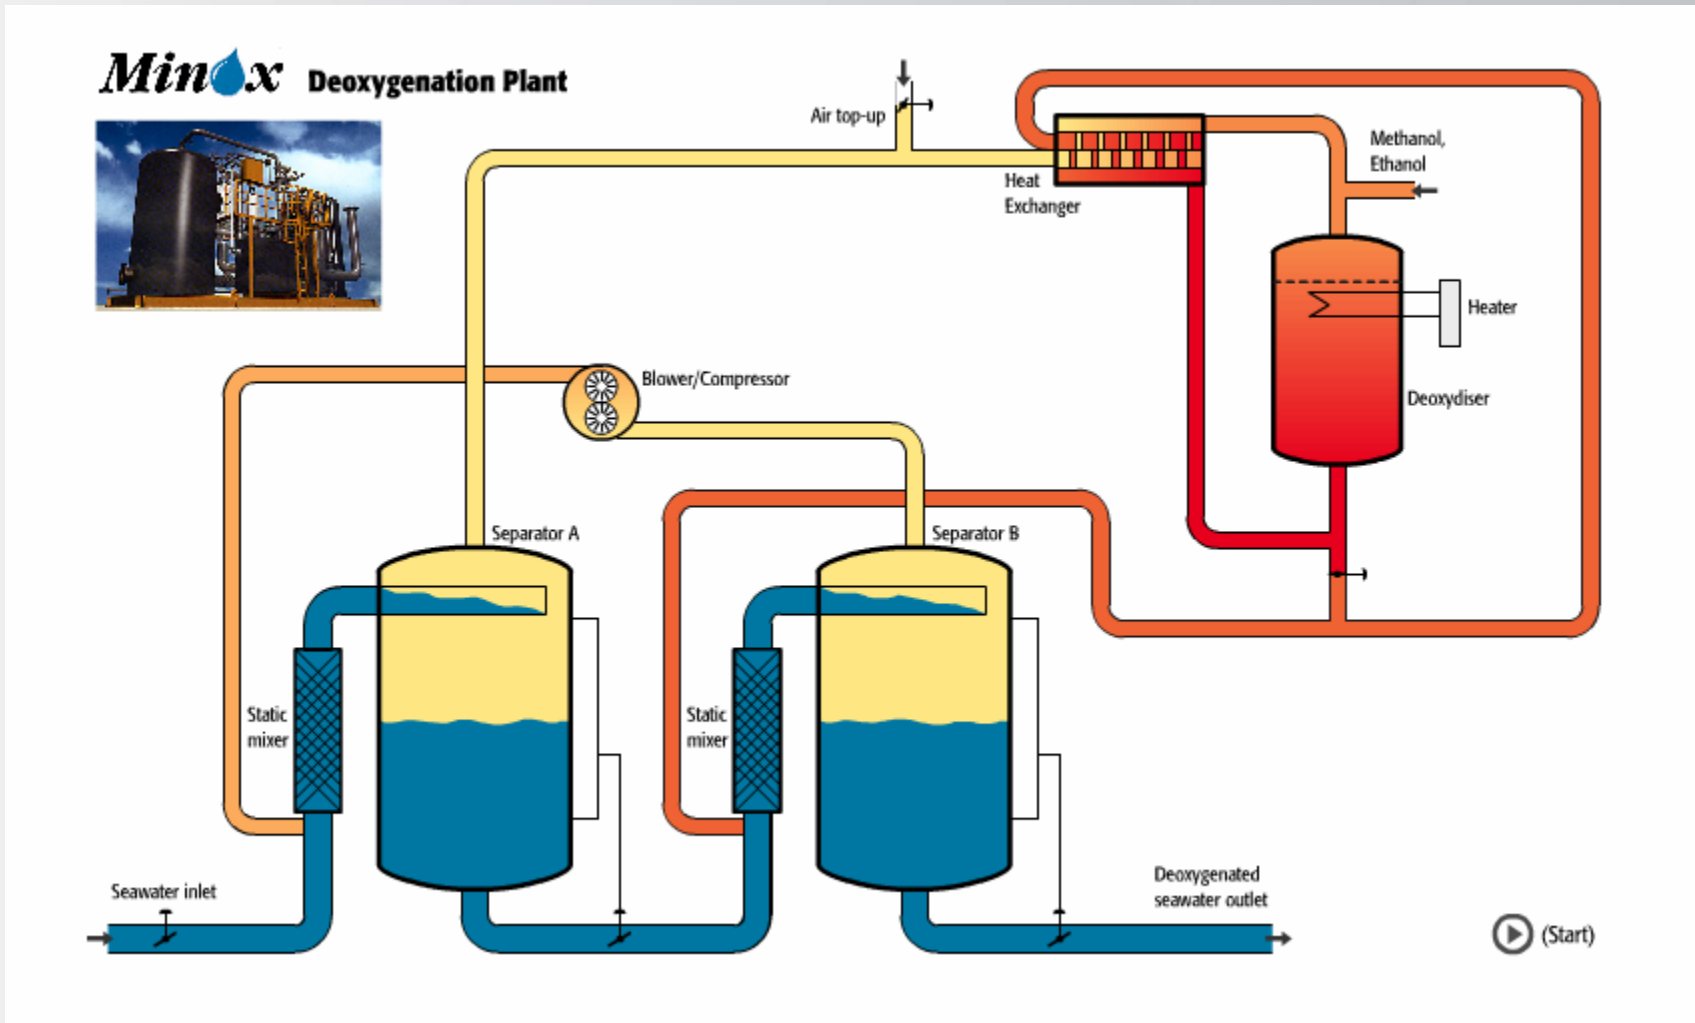 Minox Deoxygenation Plant
Air top-up
Methanol,
Ethanol
Heat
Exchanger
Heater
Blower/Compressor
Deoxydiser
Separator A
Separator B
Static
mixer
Static
mixer
Seawater inlet
Deoxygenated
seawater outlet
(Start)